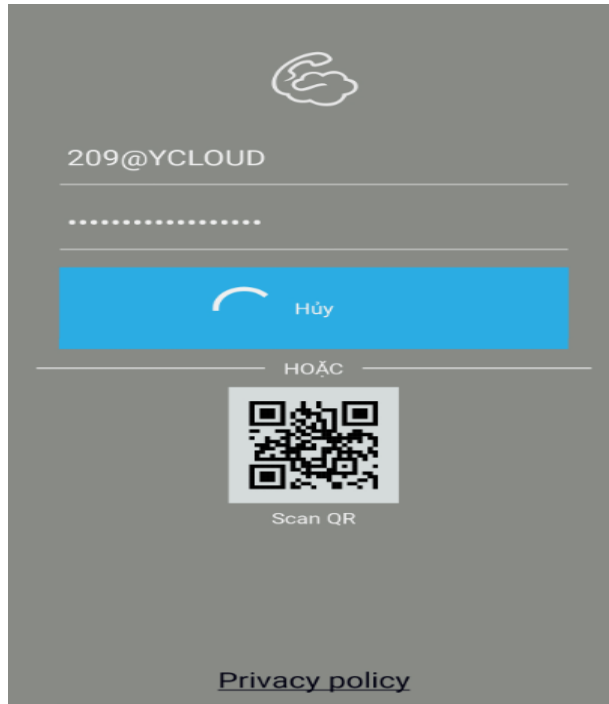 209@YCLOUD
••••••••••••••••••
Hủy
HOẶC
Scan QR
Privacy policy